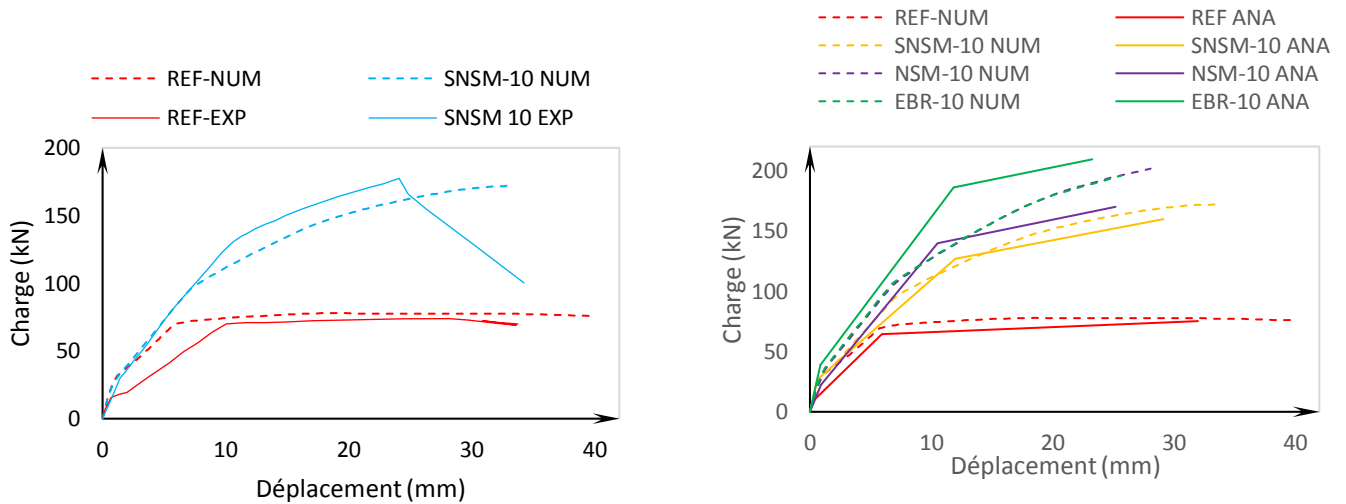 REF-NUM SNSM-10 NUM
REF-EXP SNSM 10 EXP
200
150
100
50
0
0 10 20 30 40
Charge (kN)
Déplacement (mm)
REF-NUM REF ANA
SNSM-10 NUM SNSM-10 ANA
NSM-10 NUM NSM-10 ANA
EBR-10 NUM EBR-10 ANA
200
150
100
50
0
0 10 20 30 40
Charge (kN)
Déplacement (mm)